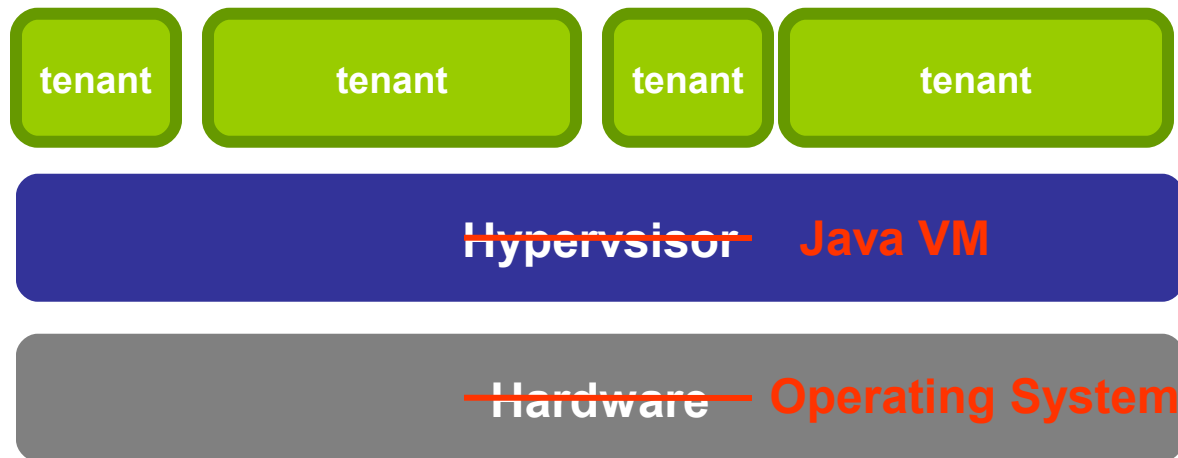 tenant tenant tenant tenant
Hypervsisor Java VM
Hardware Operating System